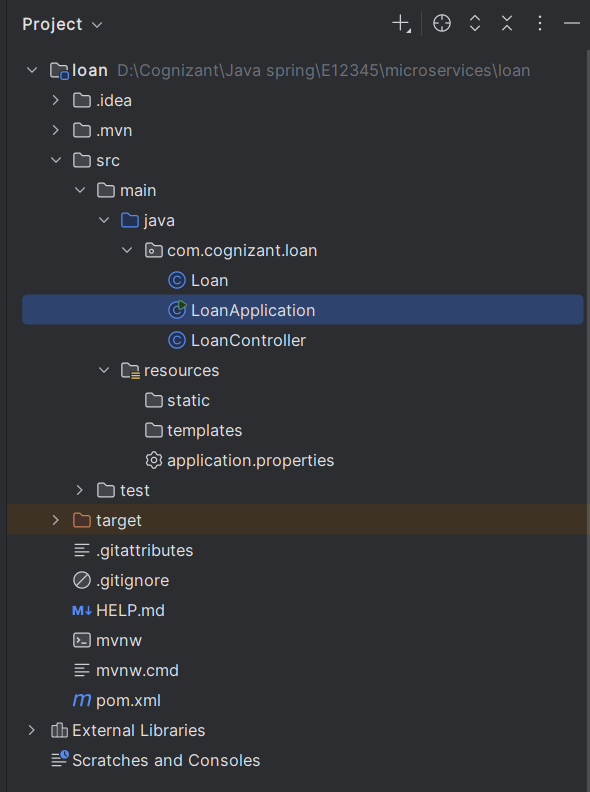 Project
loan D:\Cognizant\Java spring\E12345\microservices\loan
.idea
.mvn
src
main
java
com.cognizant.loan
C Loan
C LoanApplication
C LoanController
resources
static
templates
application.properties
test
target
.gitattributes
.gitignore
M↓ HELP.md
mvnw
mvnw.cmd
m pom.xml
External Libraries
Scratches and Consoles